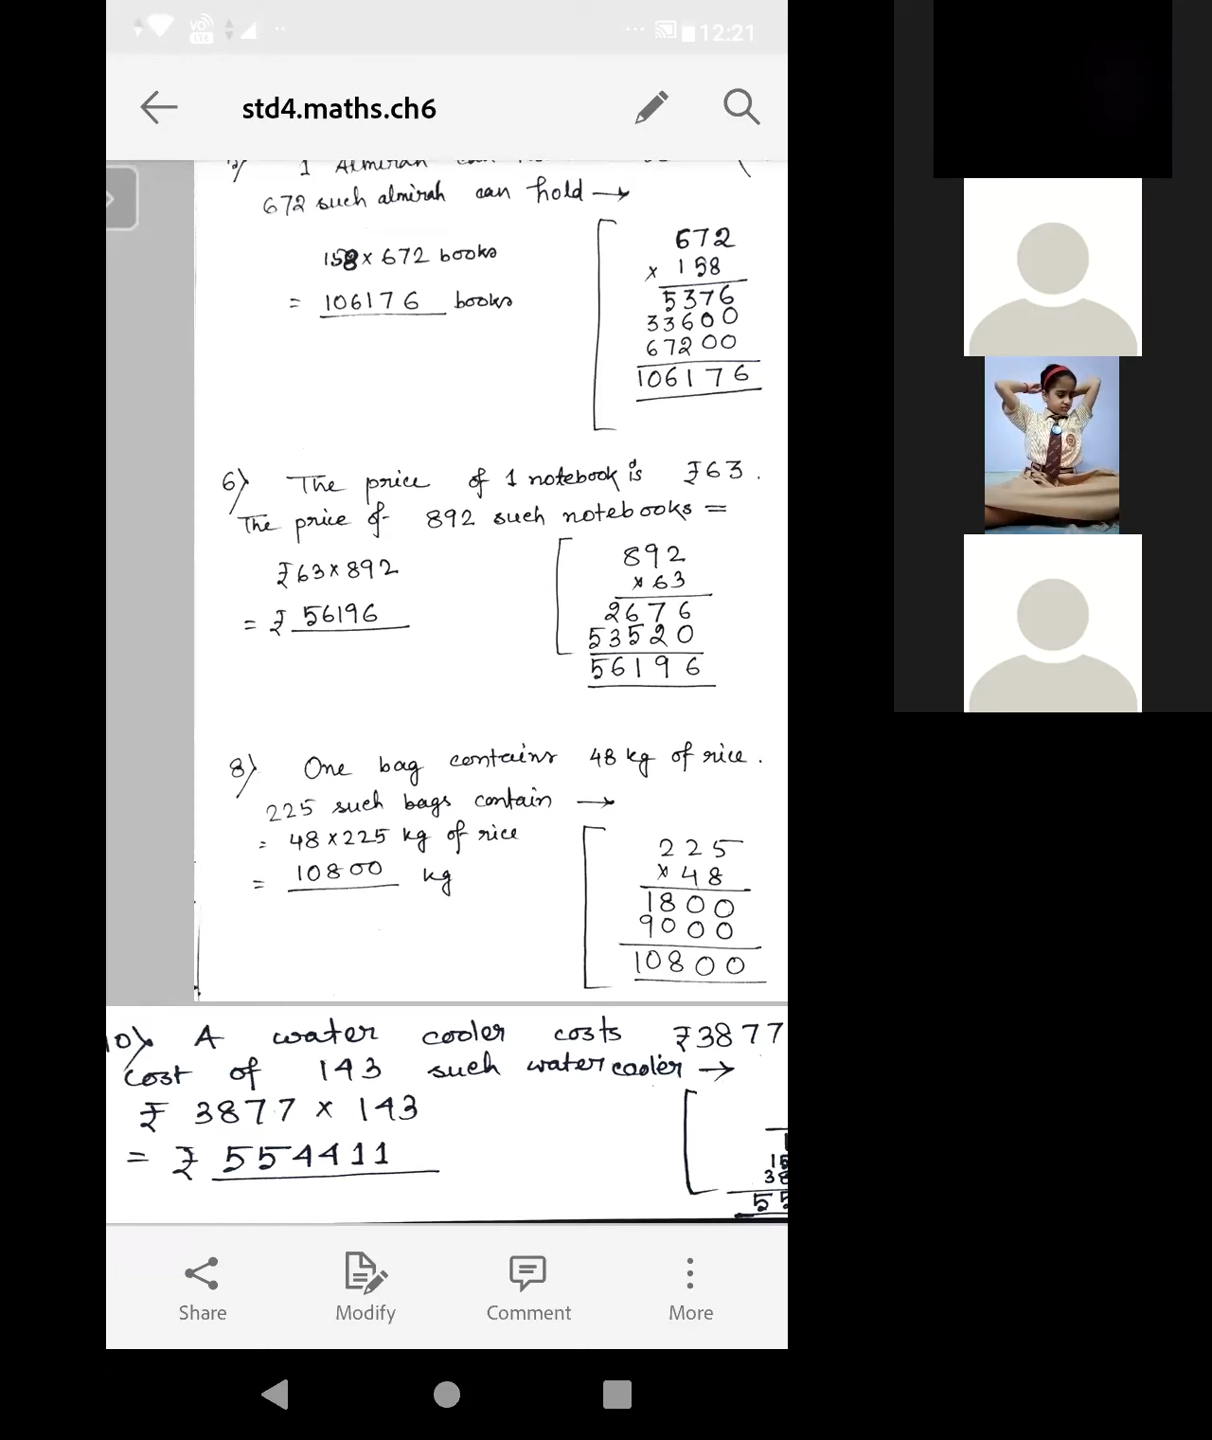 VO
LTE
12:21
std4.maths.ch6
1 Almirah
672 such almirah can hold →
158 x 672 books
= 106176 books
672
x 158
5376
33600
67200
106176
6) The price of 1 notebook is ₹63.
The price of 892 such notebooks =
₹63 x 892
= ₹ 56196
892
x 63
2676
53520
56196
8) One bag contains 48 kg of rice.
225 such bags contain →
= 48 x 225 kg of rice
= 10800 kg
225
x 48
1800
9000
10800
10) A water cooler costs ₹3877
Cost of 143 such water cooler →
₹ 3877 x 143
= ₹ 554411
Share
Modify
Comment
More